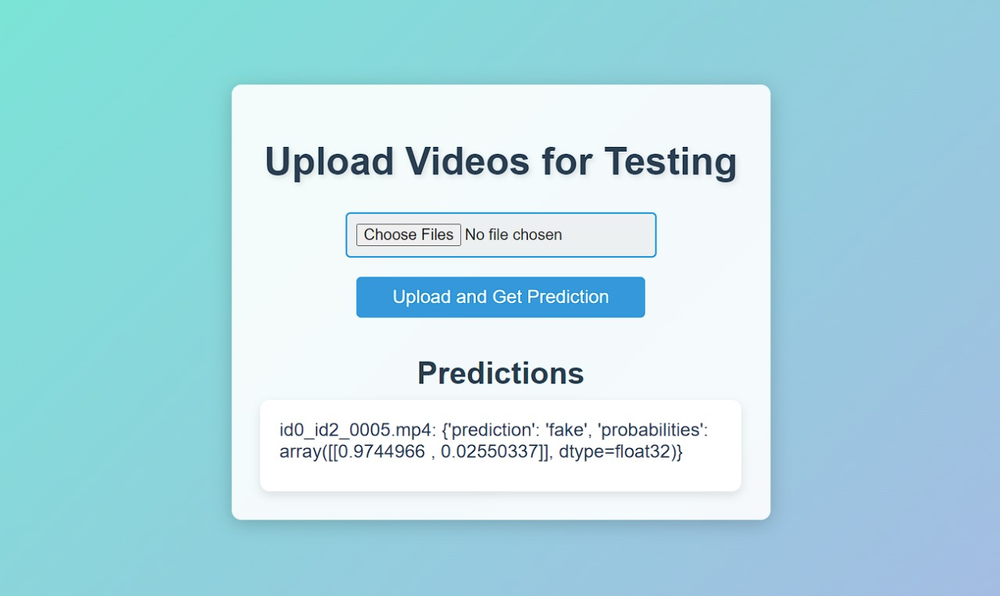 Upload Videos for Testing
Choose Files No file chosen
Upload and Get Prediction
Predictions
id0_id2_0005.mp4: {'prediction': 'fake', 'probabilities':
array([[0.9744966 , 0.02550337]], dtype=float32)}